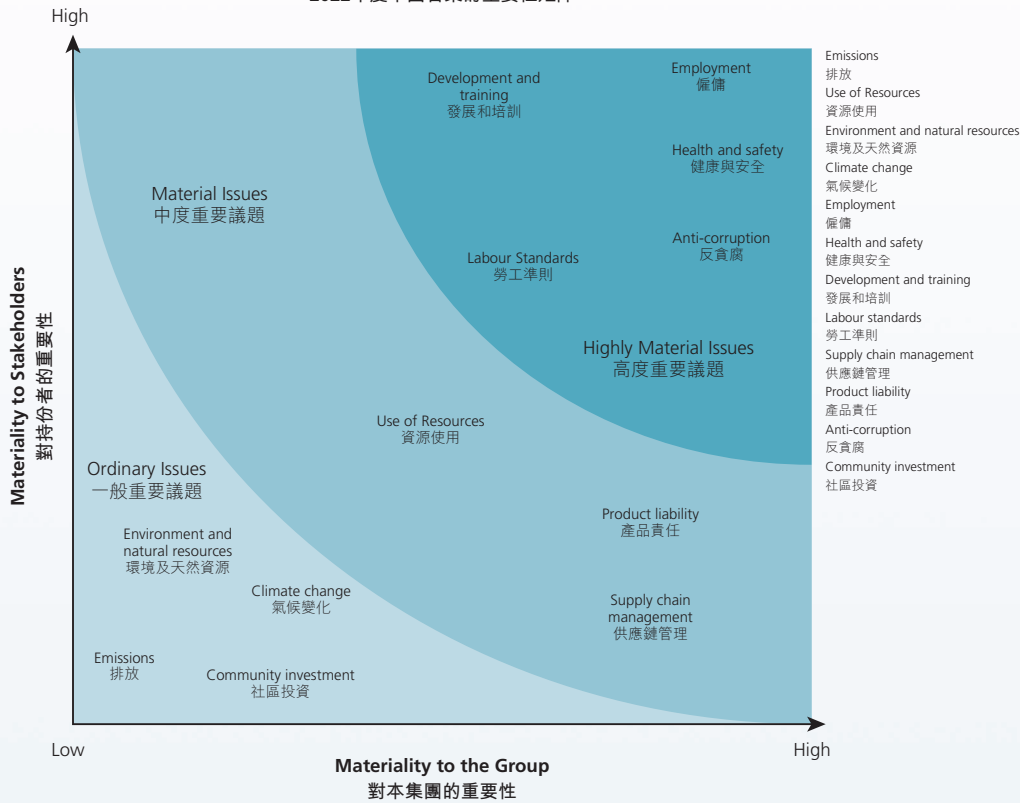 High
Development and
training
發展和培訓
Employment
僱傭
Health and safety
健康與安全
Material Issues
中度重要議題
Anti-corruption
反貪腐
Labour Standards
勞工準則
Highly Material Issues
高度重要議題
Use of Resources
資源使用
Ordinary Issues
一般重要議題
Product liability
產品責任
Environment and
natural resources
環境及天然資源
Climate change
氣候變化
Supply chain
management
供應鏈管理
Emissions
排放
Community investment
社區投資
Materiality to Stakeholders
對持份者的重要性
Low
High
Materiality to the Group
對本集團的重要性
Emissions
排放
Use of Resources
資源使用
Environment and natural resources
環境及天然資源
Climate change
氣候變化
Employment
僱傭
Health and safety
健康與安全
Development and training
發展和培訓
Labour standards
勞工準則
Supply chain management
供應鏈管理
Product liability
產品責任
Anti-corruption
反貪腐
Community investment
社區投資